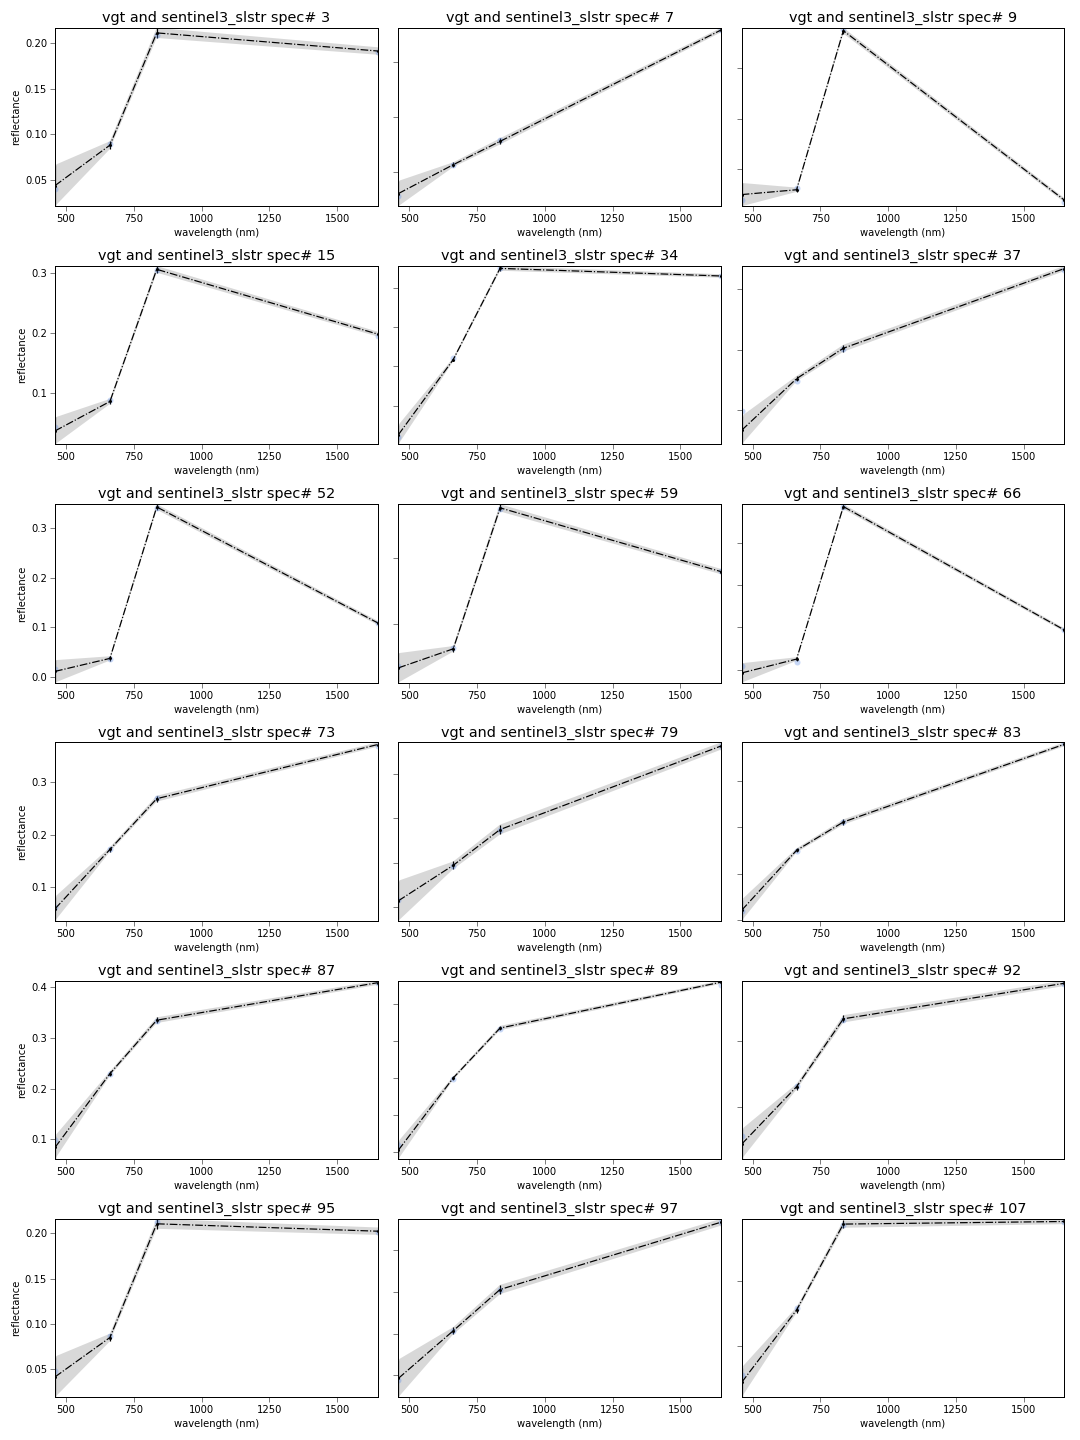 vgt and sentinel3_slstr spec# 3
vgt and sentinel3_slstr spec# 7
vgt and sentinel3_slstr spec# 9
reflectance
0.20
0.15
0.10
0.05
500 750 1000 1250 1500
500 750 1000 1250 1500
500 750 1000 1250 1500
wavelength (nm)
wavelength (nm)
wavelength (nm)
vgt and sentinel3_slstr spec# 15
vgt and sentinel3_slstr spec# 34
vgt and sentinel3_slstr spec# 37
reflectance
0.3
0.2
0.1
500 750 1000 1250 1500
500 750 1000 1250 1500
500 750 1000 1250 1500
wavelength (nm)
wavelength (nm)
wavelength (nm)
vgt and sentinel3_slstr spec# 52
vgt and sentinel3_slstr spec# 59
vgt and sentinel3_slstr spec# 66
reflectance
0.3
0.2
0.1
0.0
500 750 1000 1250 1500
500 750 1000 1250 1500
500 750 1000 1250 1500
wavelength (nm)
wavelength (nm)
wavelength (nm)
vgt and sentinel3_slstr spec# 73
vgt and sentinel3_slstr spec# 79
vgt and sentinel3_slstr spec# 83
reflectance
0.3
0.2
0.1
500 750 1000 1250 1500
500 750 1000 1250 1500
500 750 1000 1250 1500
wavelength (nm)
wavelength (nm)
wavelength (nm)
vgt and sentinel3_slstr spec# 87
vgt and sentinel3_slstr spec# 89
vgt and sentinel3_slstr spec# 92
reflectance
0.4
0.3
0.2
0.1
500 750 1000 1250 1500
500 750 1000 1250 1500
500 750 1000 1250 1500
wavelength (nm)
wavelength (nm)
wavelength (nm)
vgt and sentinel3_slstr spec# 95
vgt and sentinel3_slstr spec# 97
vgt and sentinel3_slstr spec# 107
reflectance
0.20
0.15
0.10
0.05
500 750 1000 1250 1500
500 750 1000 1250 1500
500 750 1000 1250 1500
wavelength (nm)
wavelength (nm)
wavelength (nm)